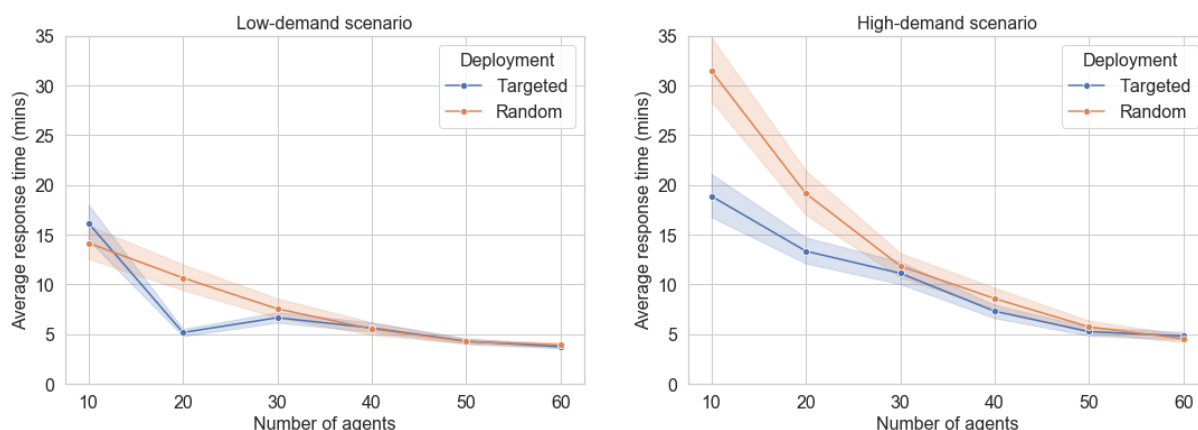 Low-demand scenario
35
30
25
20
15
10
5
0
Average response time (mins)
Deployment
Targeted
Random
10 20 30 40 50 60
Number of agents
High-demand scenario
35
30
25
20
15
10
5
0
Average response time (mins)
Deployment
Targeted
Random
10 20 30 40 50 60
Number of agents